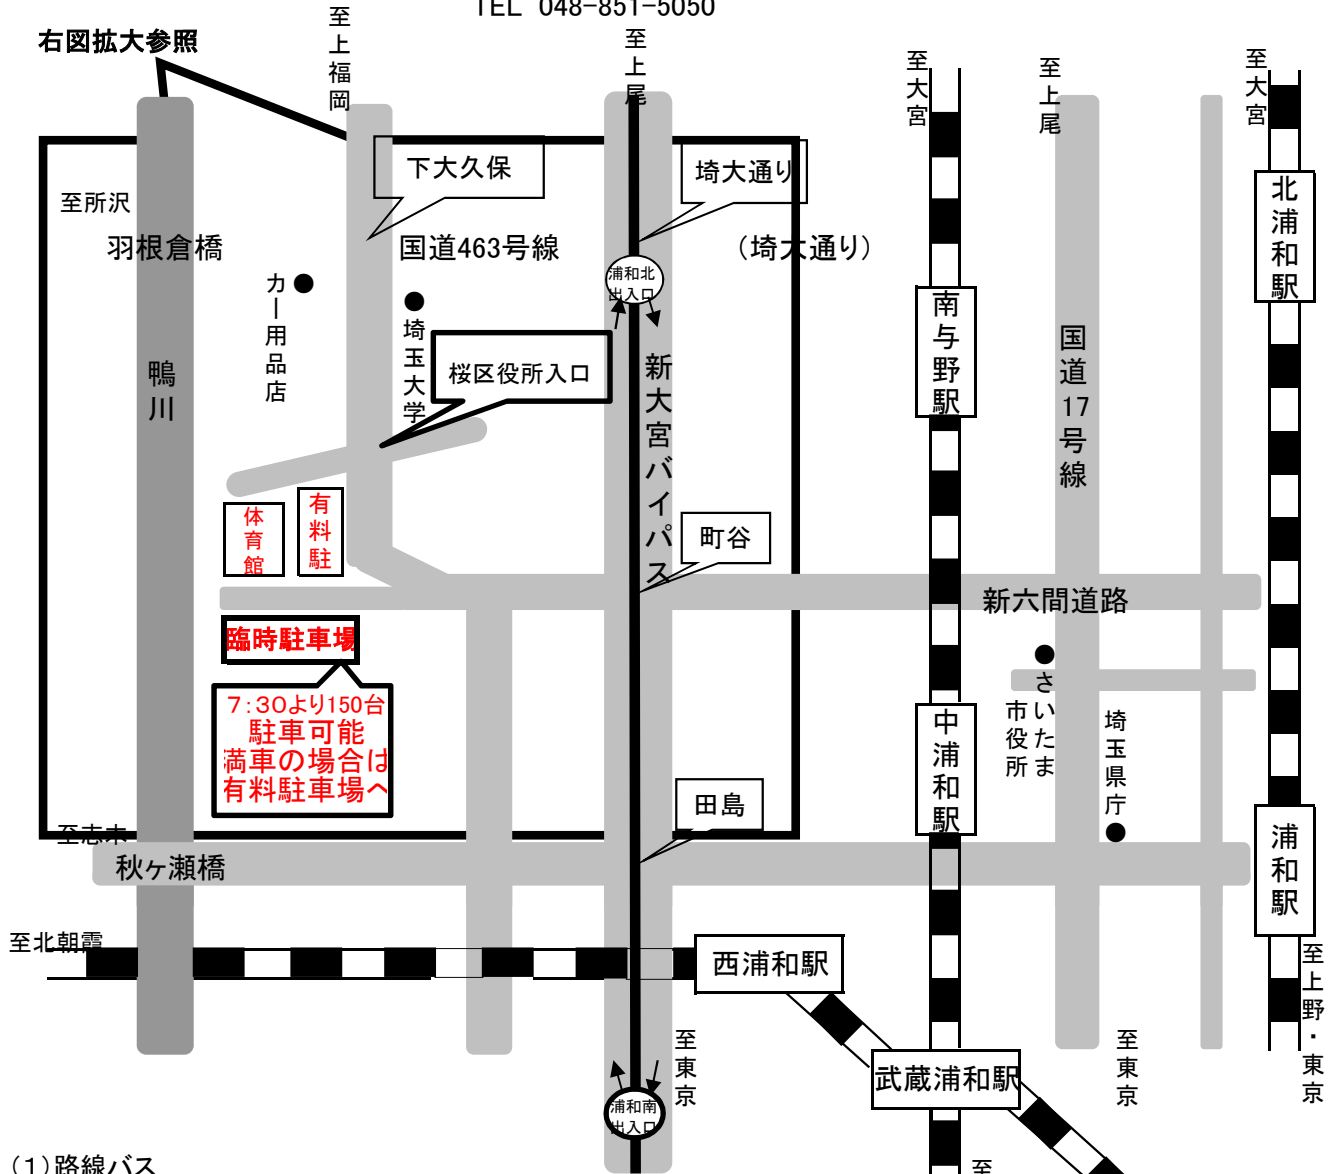 TEL 048-851-5050
右図拡大参照
至上福岡
至上尾
至大宮
至上尾
至大宮
下大久保
埼大通り
至所沢
羽根倉橋
国道463号線
(埼大通り)
北浦和駅
カー用品店
浦和北
出入口
南与野駅
埼玉大学
桜区役所入口
新大宮バイパス
国道17号線
鴨川
体育館
有料駐
町谷
新六間道路
臨時駐車場
7:30より150台
駐車可能
満車の場合は
有料駐車場へ
さいたま
市役所
埼玉県庁
中浦和駅
田島
浦和駅
至志木
秋ヶ瀬橋
至北朝霞
西浦和駅
至上野・東京
至東京
至東京
武蔵浦和駅
浦和南
出入口
(1)路線バス
至